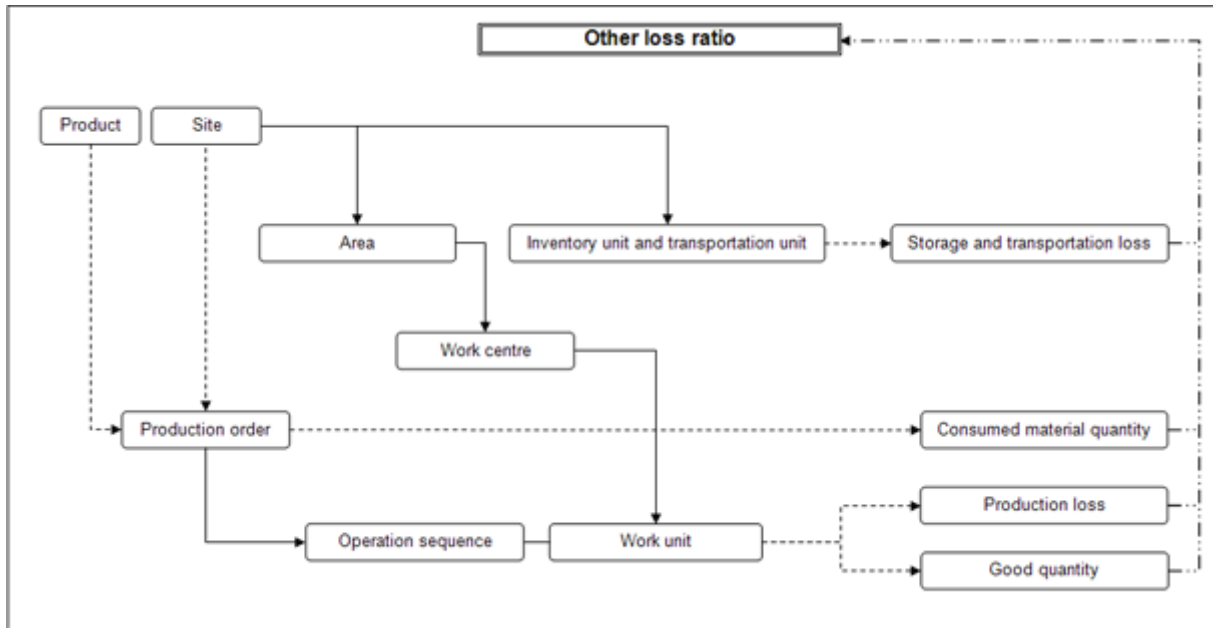 Other loss ratio
Product
Site
Area
Inventory unit and transportation unit
Storage and transportation loss
Work centre
Production order
Consumed material quantity
Production loss
Operation sequence
Work unit
Good quantity